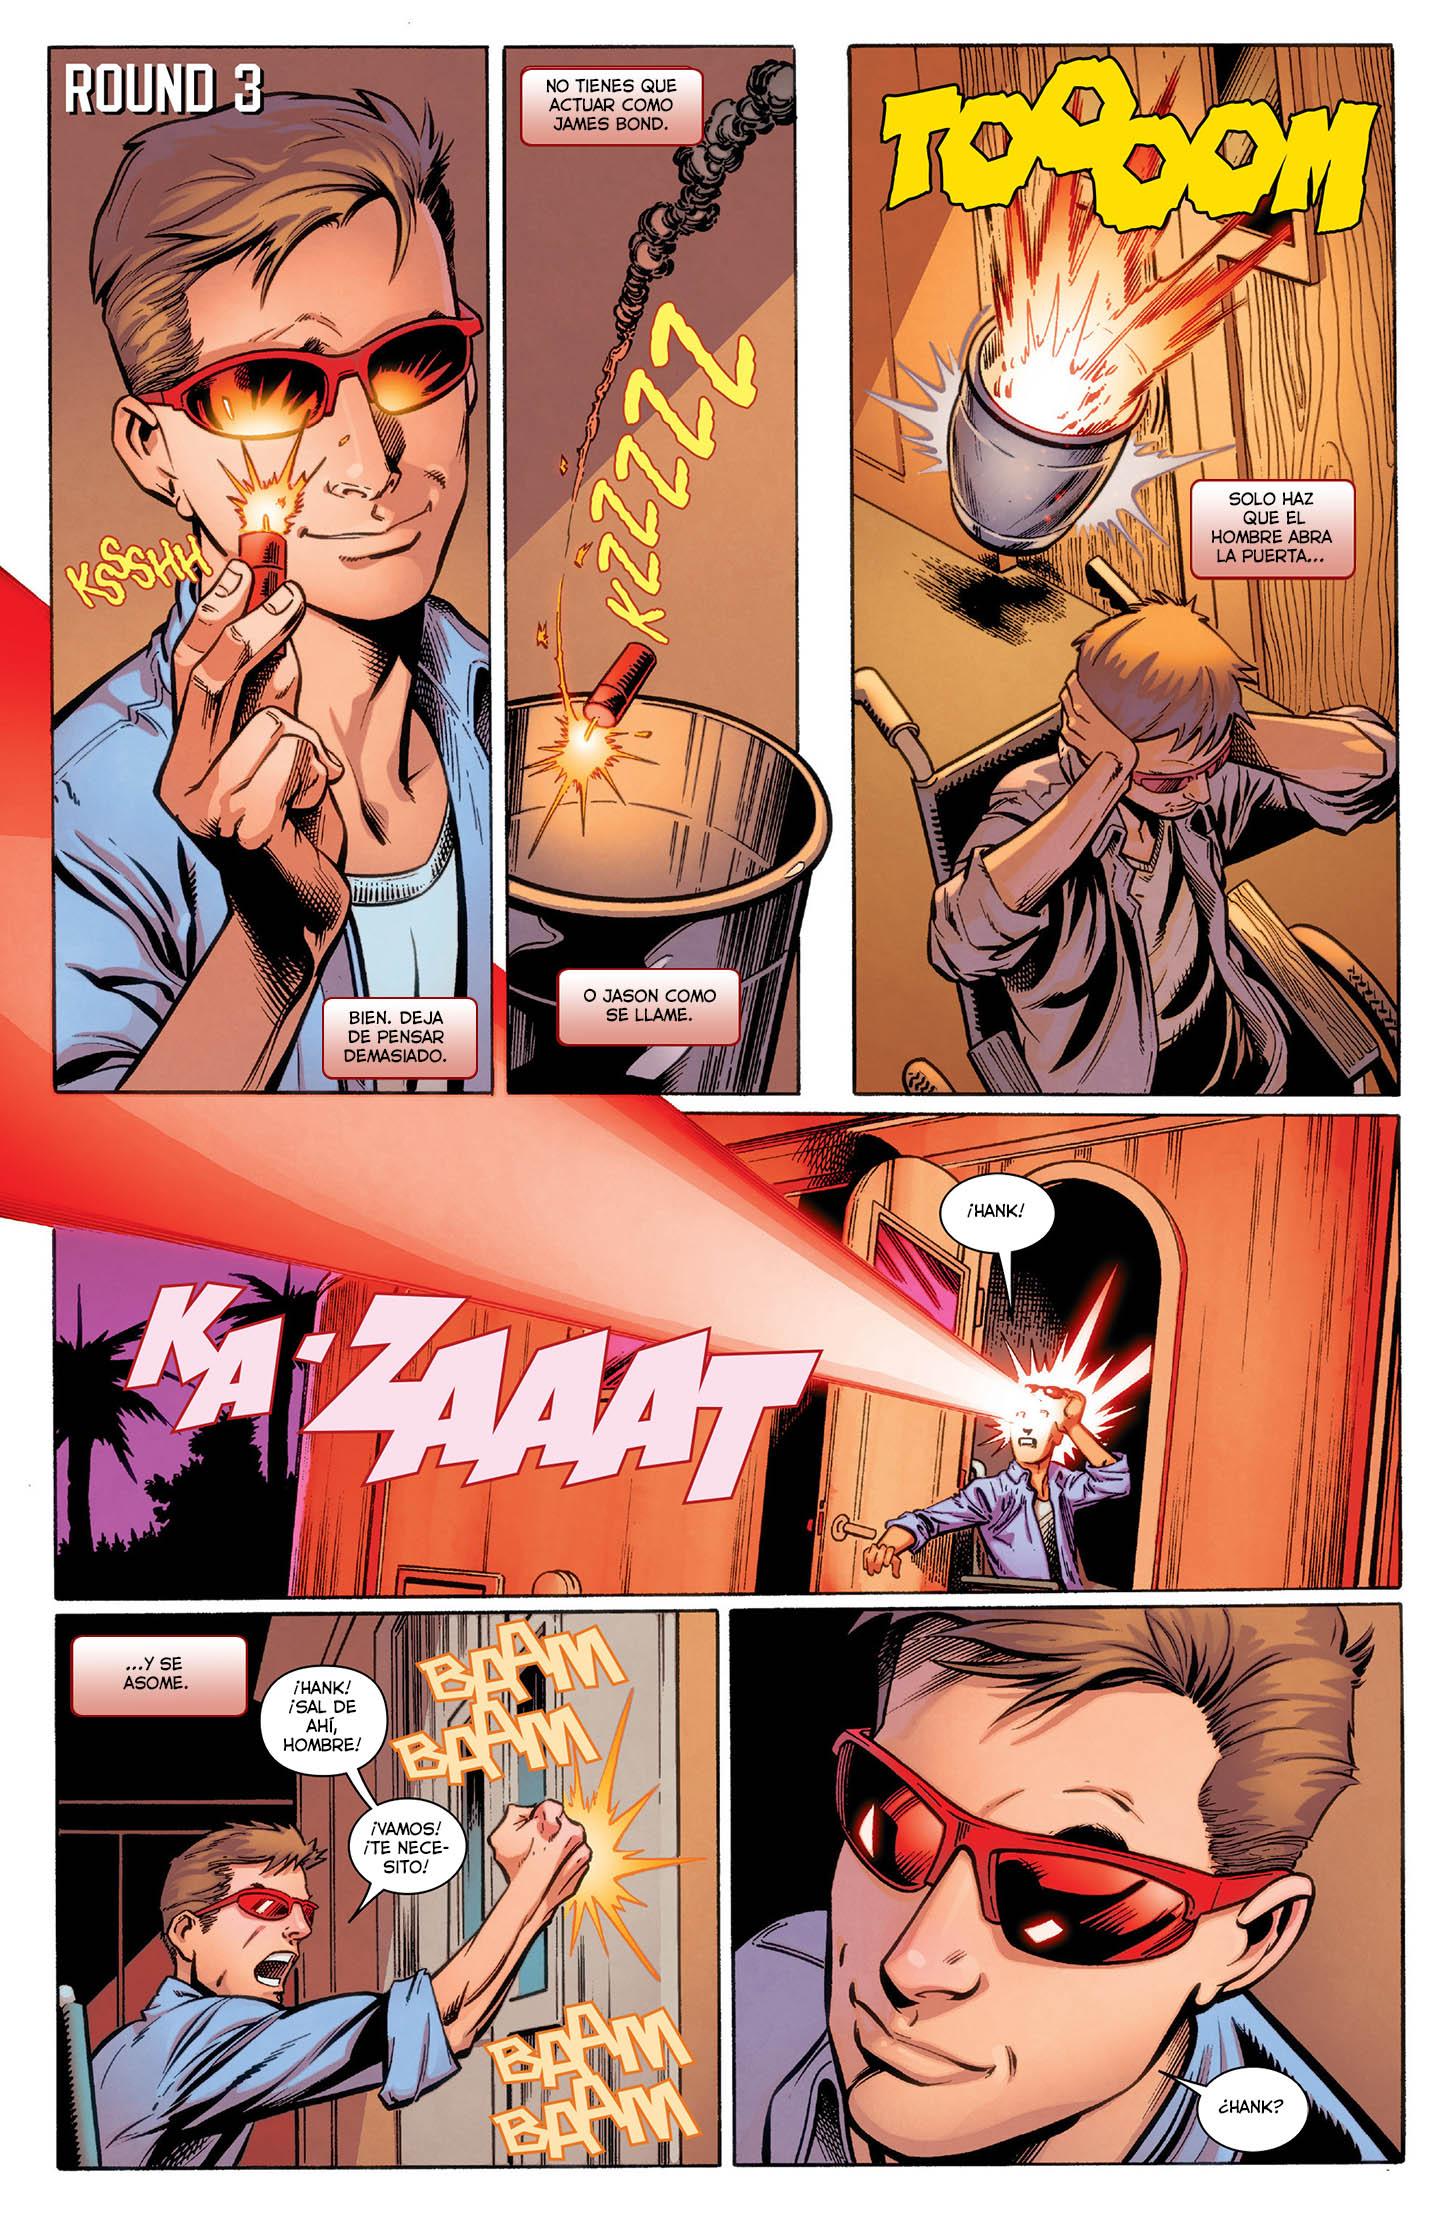 ROUND 3
KSSSHH
BIEN. DEJA
DE PENSAR
DEMASIADO.
NO TIENES QUE
ACTUAR COMO
JAMES BOND.
KZZZZ
O JASON COMO
SE LLAME.
TOOOOM
SOLO HAZ
QUE EL
HOMBRE ABRA
LA PUERTA...
¡HANK!
KA-ZAAAT
...Y SE
ASOME.
¡HANK!
¡SAL DE
AHÍ,
HOMBRE!
¡VAMOS!
¡TE NECE-
SITO!
BAAM
BAAM
BAAM
BAAM
¿HANK?